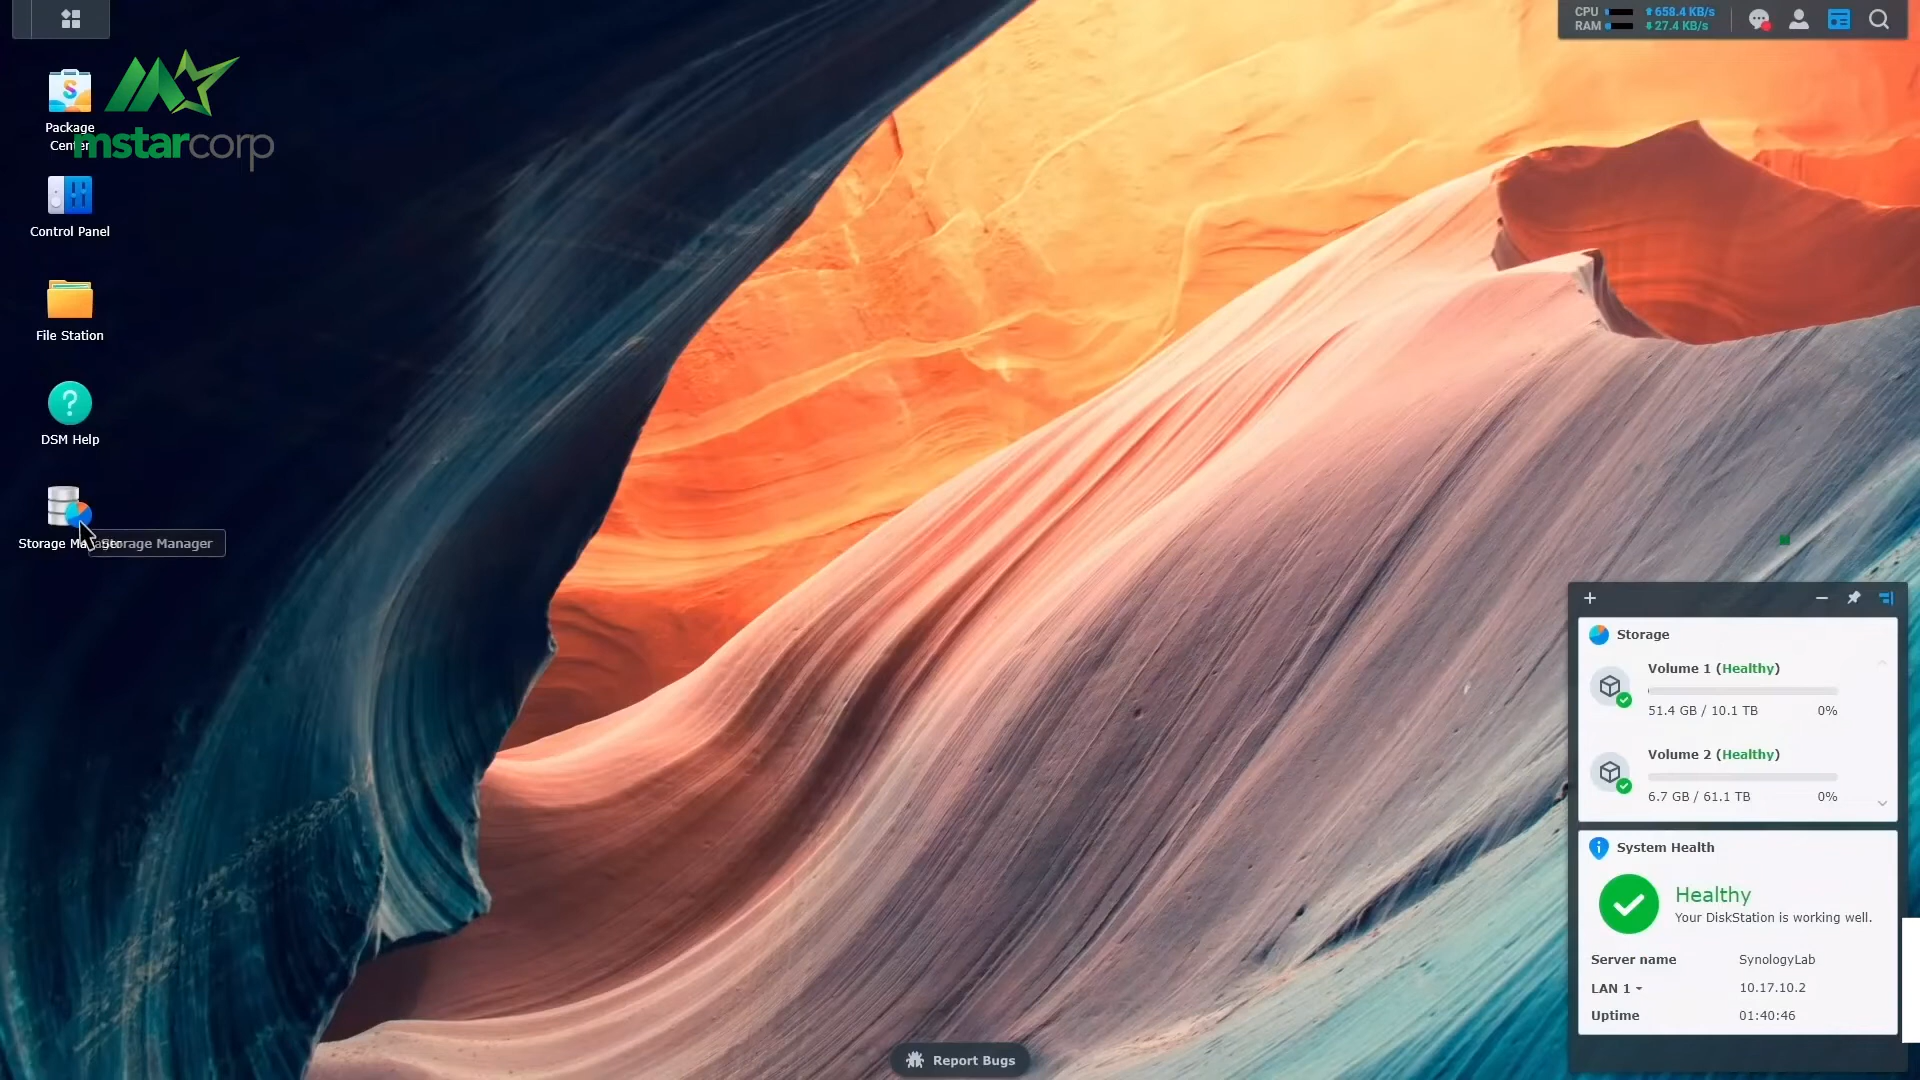 CPU
RAM
658.4 KB/s
27.4 KB/s
Package
Center
mstarcorp
Control Panel
File Station
DSM Help
Storage Manager
Storage Manager
Storage
Volume 1 (Healthy)
51.4 GB / 10.1 TB 0%
Volume 2 (Healthy)
6.7 GB / 61.1 TB 0%
System Health
Healthy
Your DiskStation is working well.
Server name SynologyLab
LAN 1 10.17.10.2
Uptime 01:40:46
Report Bugs